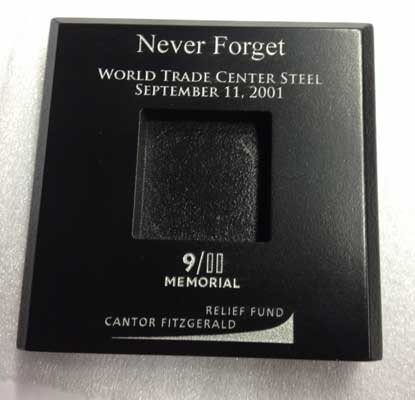 Never Forget
WORLD TRADE CENTER STEEL
SEPTEMBER 11, 2001
9/11
MEMORIAL
RELIEF FUND
CANTOR FITZGERALD